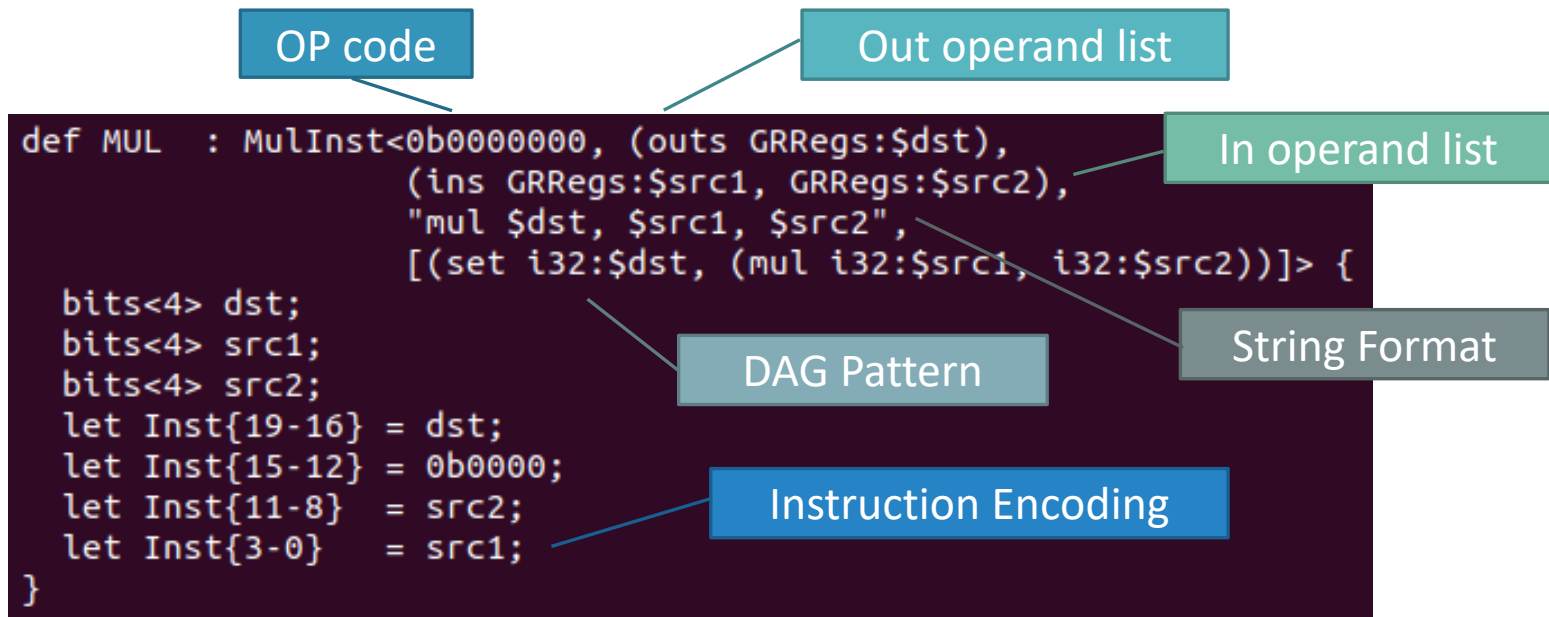 OP code
Out operand list
def MUL  : MulInst<0b0000000, (outs GRRegs:$dst),
In operand list
(ins GRRegs:$src1, GRRegs:$src2),
"mul $dst, $src1, $src2",
[(set i32:$dst, (mul i32:$src1, i32:$src2))]> {
bits<4> dst;
bits<4> src1;
String Format
DAG Pattern
bits<4> src2;
let Inst{19-16} = dst;
let Inst{15-12} = 0b0000;
let Inst{11-8}  = src2;
Instruction Encoding
let Inst{3-0}   = src1;
}